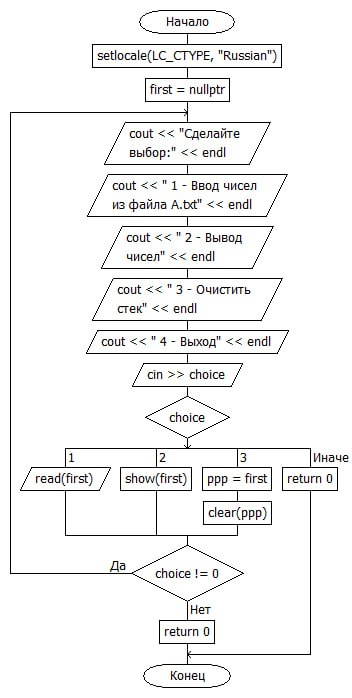 Начало
setlocale(LC_CTYPE, "Russian")
first = nullptr
cout << "Сделайте
выбор:" << endl
cout << " 1 - Ввод чисел
из файла A.txt" << endl
cout << " 2 - Вывод
чисел" << endl
cout << " 3 - Очистить
стек" << endl
cout << " 4 - Выход" << endl
cin >> choice
choice
1
2
3
Иначе
read(first)
show(first)
ppp = first
return 0
clear(ppp)
Да
choice != 0
Нет
return 0
Конец